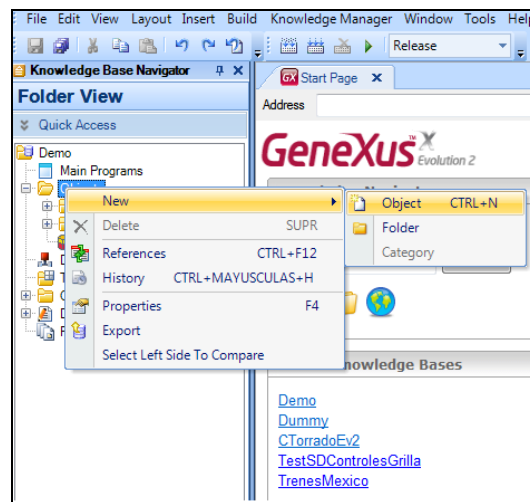 File Edit View Layout Insert Build Knowledge Manager Window Tools Help
Release
Knowledge Base Navigator
Folder View
Quick Access
Demo
Main Programs
Start Page
Address
GeneXus X
Evolution 2
New
Delete SUPR
References CTRL+F12
History CTRL+MAYUSCULAS+H
Properties F4
Export
Select Left Side To Compare
Object CTRL+N
Folder
Category
Bases
Demo
Dummy
CTorradoEv2
TestSDControlesGrilla
TrenesMexico